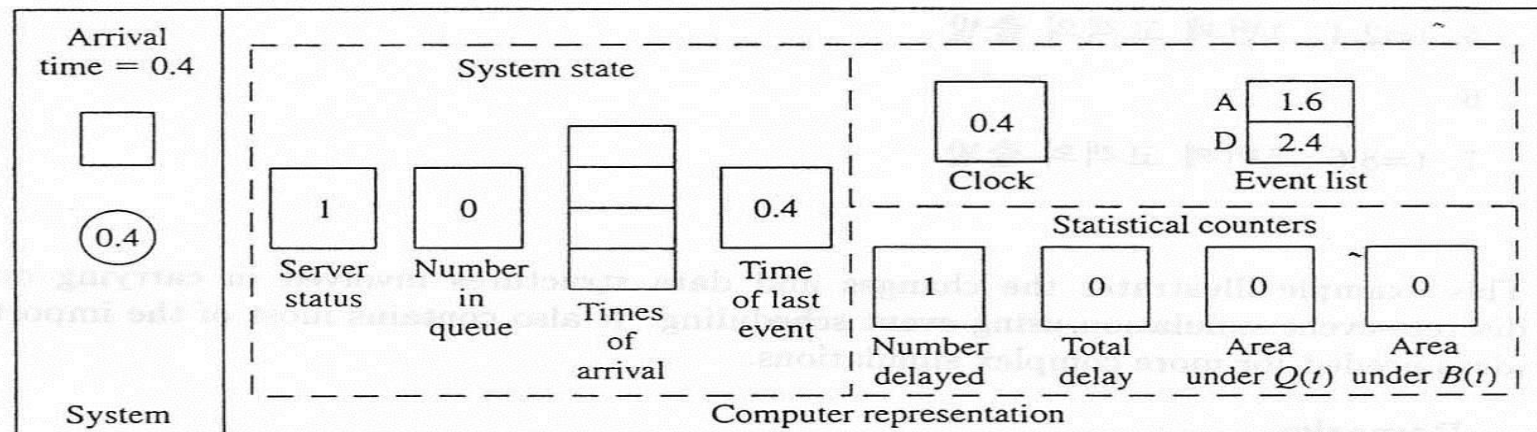 Arrival
time = 0.4
0.4
System
System state
1
Server
status
0
Number
in
queue
Times
of
arrival
0.4
Time
of last
event
0.4
Clock
A 1.6
D 2.4
Event list
Statistical counters
1
Number
delayed
0
Total
delay
0
Area
under Q(t)
0
Area
under B(t)
Computer representation